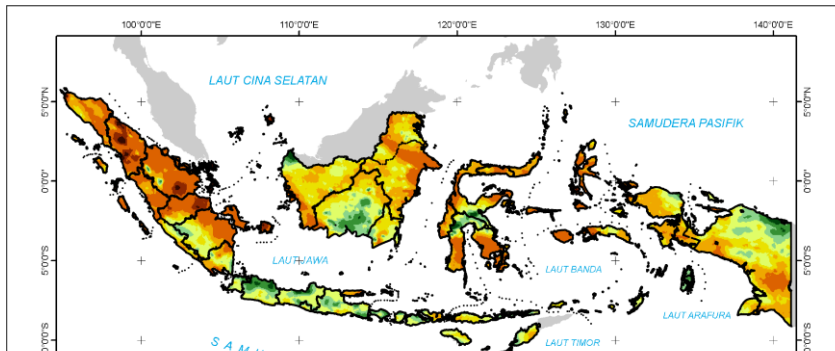 100°0'0"E 110°0'0"E 120°0'0"E 130°0'0"E 140°0'0"E
LAUT CINA SELATAN
5°0'0"N 5°0'0"N
SAMUDERA PASIFIK
0°0'0" 0°0'0"
LAUT JAWA
LAUT BANDA
5°0'0"S 5°0'0"S
LAUT ARAFURA
S A M
LAUT TIMOR